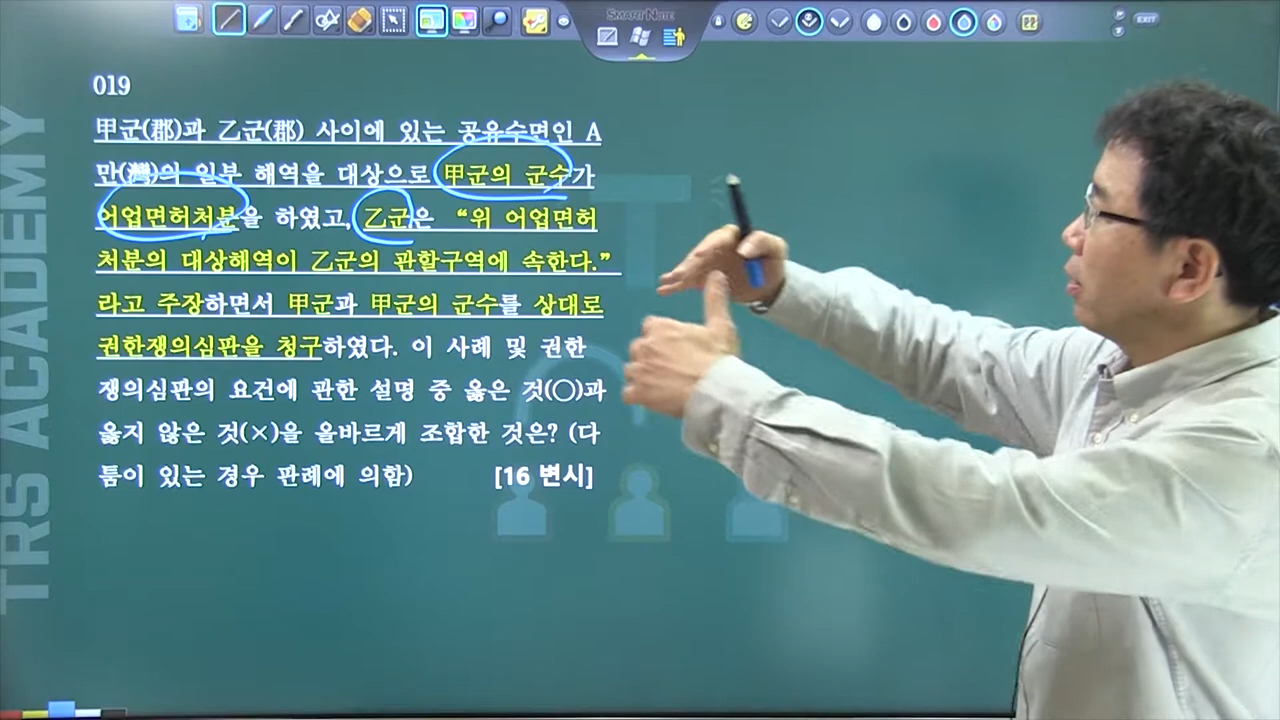 SMART NOTE
EXIT
TRS ACADEMY
019
甲군(郡)과 乙군(郡) 사이에 있는 공유수면인 A
만(灣)의 일부 해역을 대상으로 甲군의 군수가
어업면허처분을 하였고, 乙군은 “위 어업면허
처분의 대상해역이 乙군의 관할구역에 속한다.”
라고 주장하면서 甲군과 甲군의 군수를 상대로
권한쟁의심판을 청구하였다. 이 사례 및 권한
쟁의심판의 요건에 관한 설명 중 옳은 것(○)과
옳지 않은 것(×)을 올바르게 조합한 것은? (다
툼이 있는 경우 판례에 의함) [16 변시]